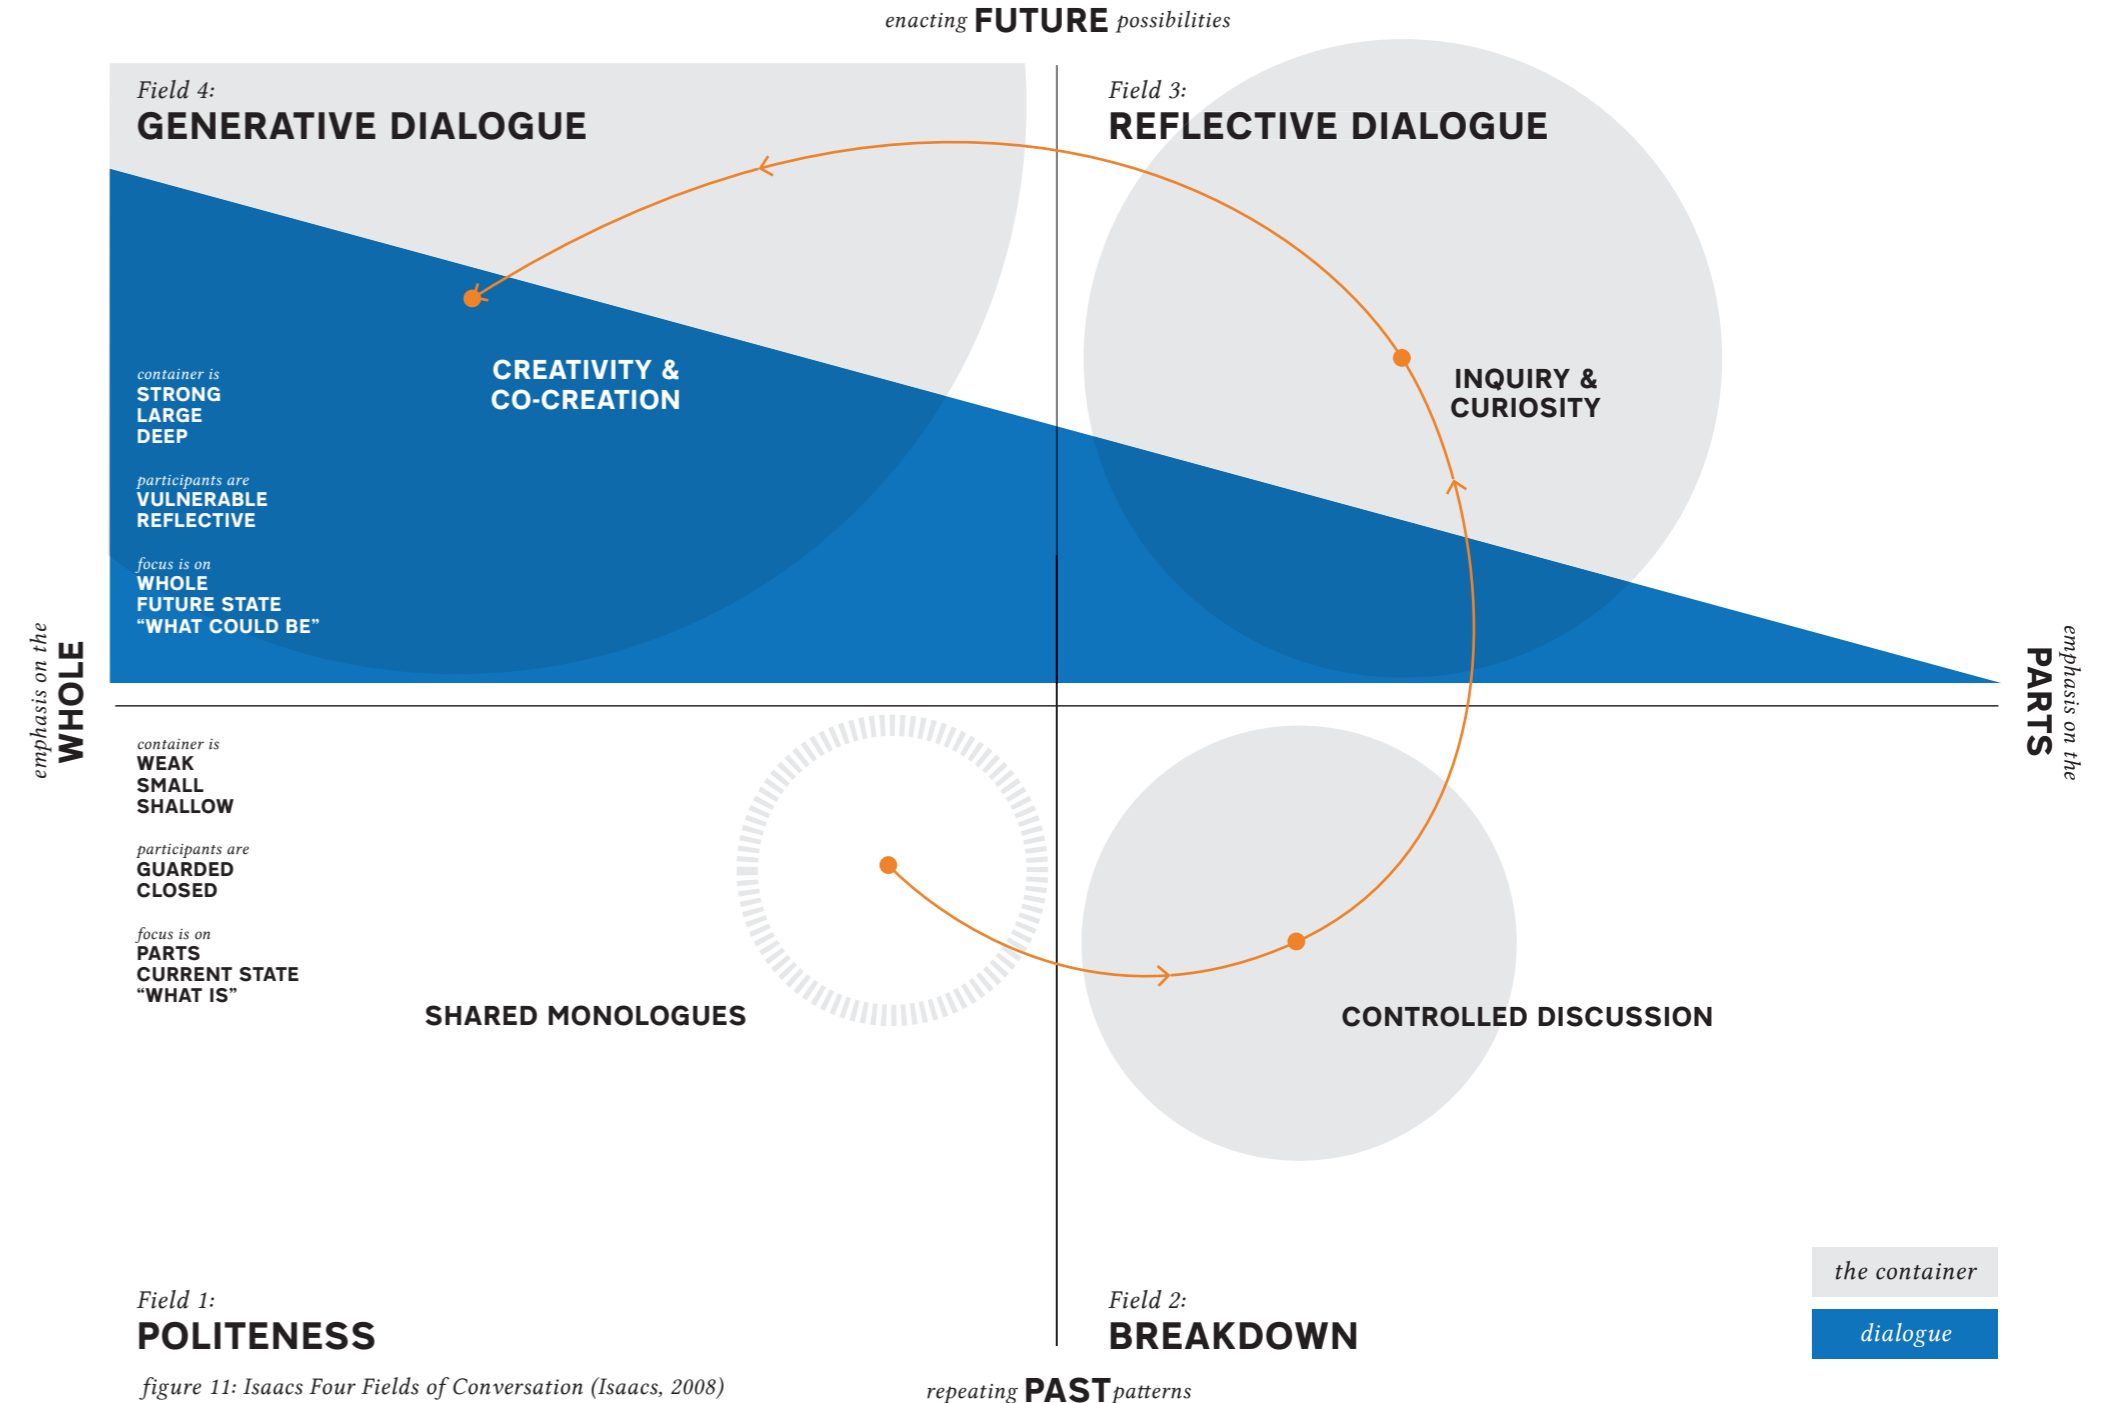 enacting FUTURE possibilities
Field 4:
GENERATIVE DIALOGUE
Field 3:
REFLECTIVE DIALOGUE
CREATIVITY &
CO-CREATION
INQUIRY &
CURIOSITY
container is
STRONG
LARGE
DEEP
participants are
VULNERABLE
REFLECTIVE
focus is on
WHOLE
FUTURE STATE
“WHAT COULD BE”
emphasis on the
WHOLE
emphasis on the
PARTS
container is
WEAK
SMALL
SHALLOW
participants are
GUARDED
CLOSED
focus is on
PARTS
CURRENT STATE
“WHAT IS”
SHARED MONOLOGUES
CONTROLLED DISCUSSION
the container
dialogue
Field 1:
POLITENESS
Field 2:
BREAKDOWN
figure 11: Isaacs Four Fields of Conversation (Isaacs, 2008)
repeating PAST patterns